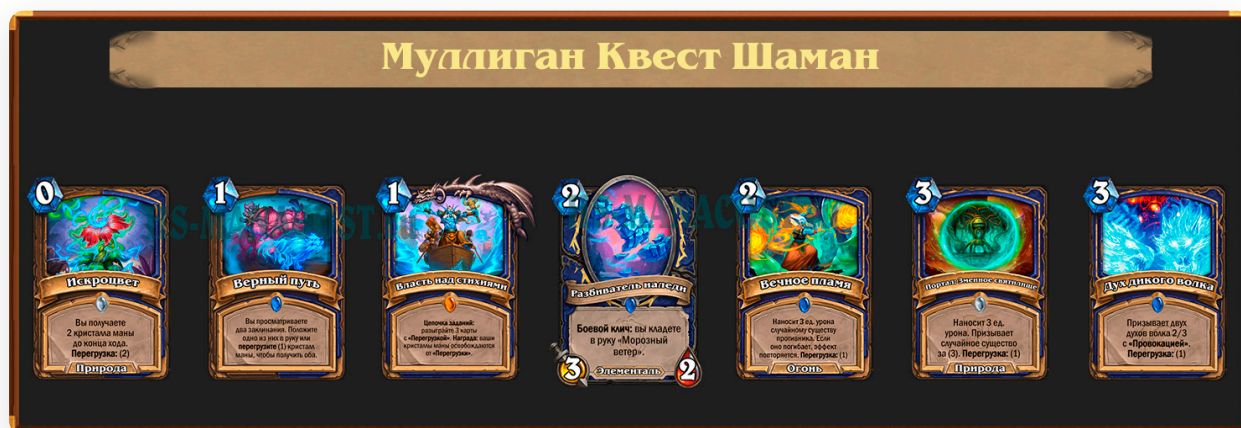 Муллиган Квест Шаман
0
Искроцвет
Вы получаете
2 кристалла маны
до конца хода.
Перегрузка: (2)
Природа
1
Верный путь
Вы просматриваете
два заклинания. Положите
одно из них в руку или
перегрузите (1) кристалл
маны, чтобы получить оба.
1
Власть над стихиями
Цепочка заданий:
разыграйте 3 карты
с «Перегрузкой». Награда: ваши
кристаллы маны освобождаются
от «Перегрузки».
2
Разбиватель наледи
Боевой клич: вы кладете
в руку «Морозный
ветер».
3
Элементаль
2
2
Вечное пламя
Наносит 3 ед. урона
случайному существу
противника. Если
оно погибает, эффект
повторяется. Перегрузка: (1)
Огонь
3
Портал: Змеиное святилище
Наносит 3 ед.
урона. Призывает
случайное существо
за (3). Перегрузка: (1)
Природа
3
Дух дикого волка
Призывает двух
духов волка 2/3
с «Провокацией».
Перегрузка: (1)